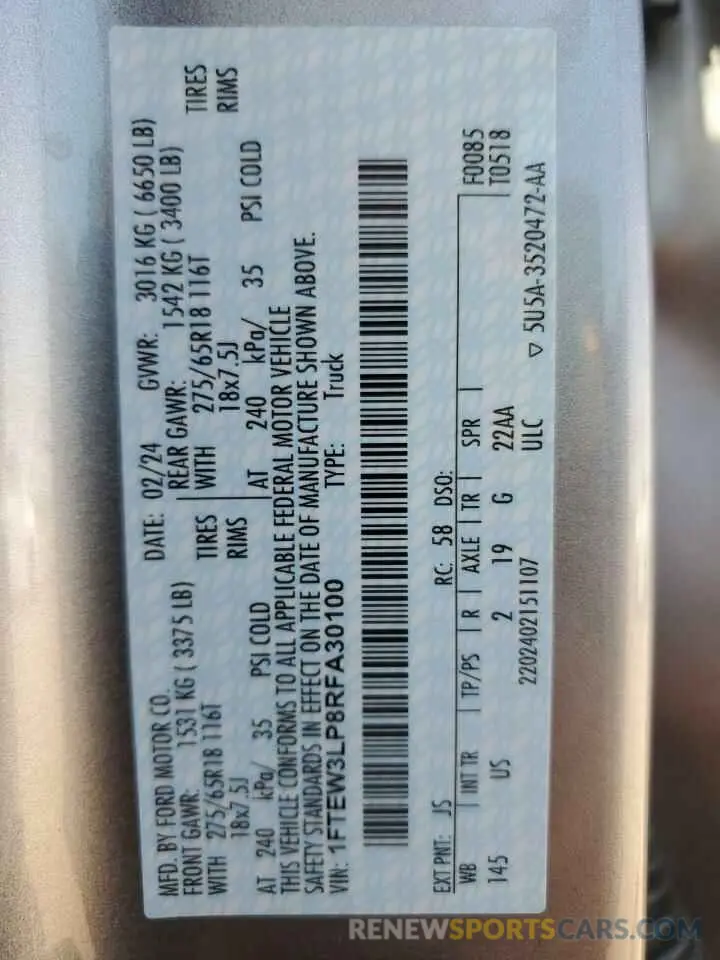 MFD. BY FORD MOTOR CO.
DATE: 02/24
GVWR: 3016 KG ( 6650 LB)
FRONT GAWR: 1531 KG ( 3375 LB)
REAR GAWR: 1542 KG ( 3400 LB)
WITH 275/65R18 116T TIRES
WITH 275/65R18 116T TIRES
18x7.5J RIMS
18x7.5J RIMS
AT 240 kPa/ 35 PSI COLD
AT 240 kPa/ 35 PSI COLD
THIS VEHICLE CONFORMS TO ALL APPLICABLE FEDERAL MOTOR VEHICLE
SAFETY STANDARDS IN EFFECT ON THE DATE OF MANUFACTURE SHOWN ABOVE.
VIN: 1FTEW3LP8RFA30100
TYPE: Truck
EXT PNT: JS RC: 58 DSO:
WB INT TR TP/PS R AXLE TR SPR F0085
145 US 2 19 G 22AA T0518
2202402151107 ULC ▽ 5U5A-3520472-AA
RENEWSPORTSCARS.COM